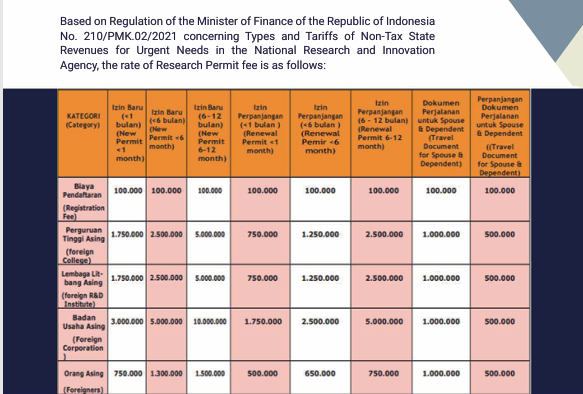 Based on Regulation of the Minister of Finance of the Republic of Indonesia
No. 210/PMK.02/2021 concerning Types and Tariffs of Non-Tax State
Revenues for Urgent Needs in the National Research and Innovation
Agency, the rate of Research Permit fee is as follows:
KATEGORI (Category)
Izin Baru (<1 bulan) (New Permit <1 month)
Izin Baru (<6 bulan) (New Permit <6 month)
Izin Baru (6-12 bulan) (New Permit 6-12 month)
Izin Perpanjangan (<1 bulan ) (Renewal Permit <1 month)
Izin Perpanjangan (<6 bulan ) (Renewal Pemir <6 month)
Izin Perpanjangan (6 - 12 bulan) (Renewal Permit 6-12 month)
Dokumen Perjalanan untuk Spouse & Dependent (Travel Document for Spouse & Dependent)
Perpanjangan Dokumen Perjalanan untuk Spouse & Dependent ((Travel Document for Spouse & Dependent)
Biaya Pendaftaran (Registration Fee) 100.000 100.000 100.000 100.000 100.000 100.000 100.000 100.000
Perguruan Tinggi Asing (foreign College) 1.750.000 2.500.000 5.000.000 750.000 1.250.000 2.500.000 1.000.000 500.000
Lembaga Lit-bang Asing (foreign R&D Institute) 1.750.000 2.500.000 5.000.000 750.000 1.250.000 2.500.000 1.000.000 500.000
Badan Usaha Asing (Foreign Corporation ) 3.000.000 5.000.000 10.000.000 1.750.000 2.500.000 5.000.000 1.000.000 500.000
Orang Asing (Foreigners) 750.000 1.300.000 1.500.000 500.000 650.000 750.000 1.000.000 500.000